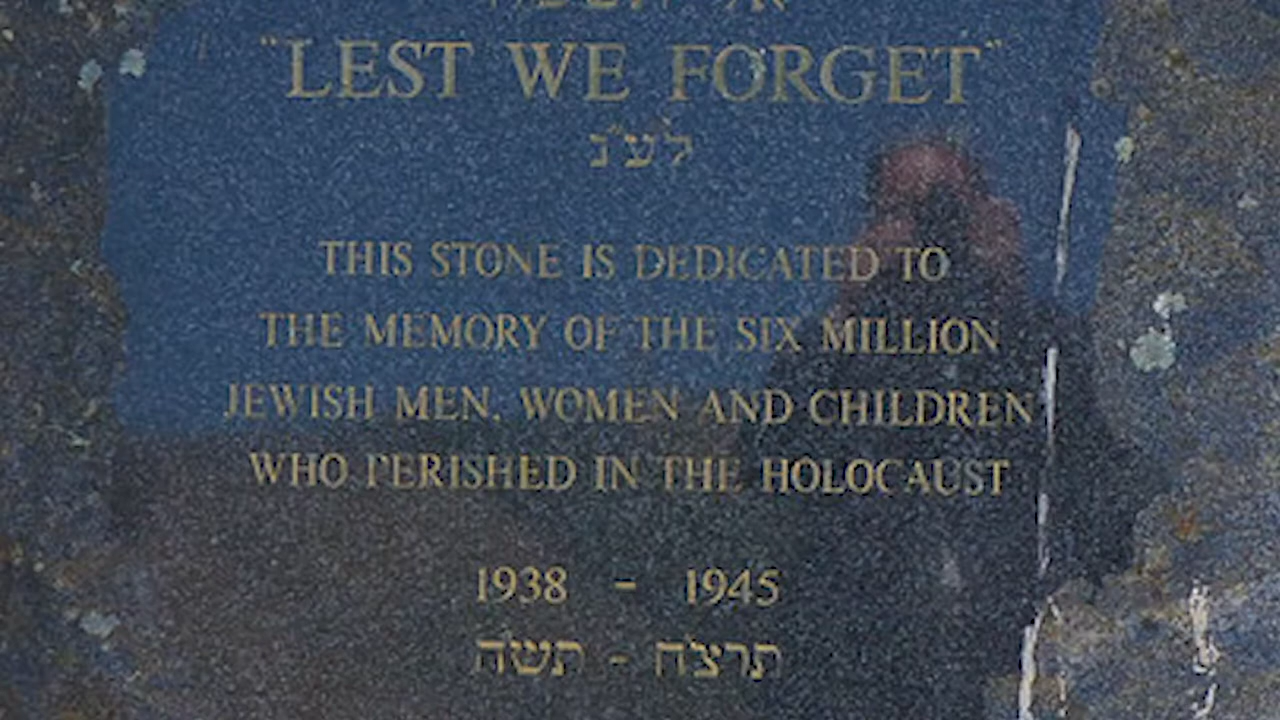 "LEST WE FORGET"
לע״נ
THIS STONE IS DEDICATED TO
THE MEMORY OF THE SIX MILLION
JEWISH MEN, WOMEN AND CHILDREN
WHO PERISHED IN THE HOLOCAUST
1938 - 1945
תרצ״ח - תשה